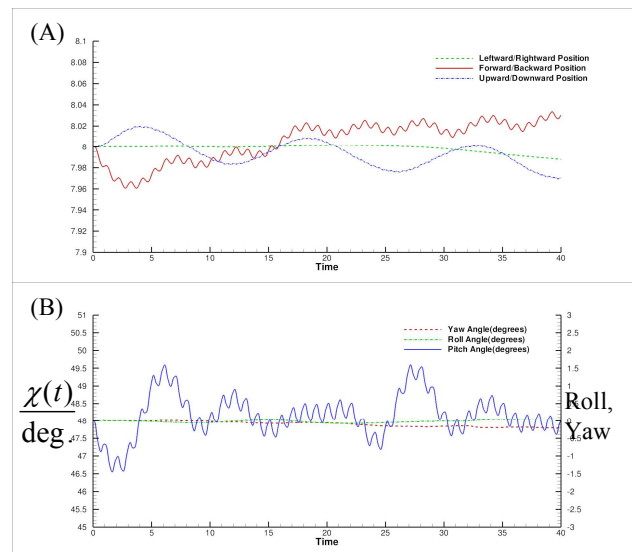 (A)
8.1
8.08
8.06
8.04
8.02
8
7.98
7.96
7.94
7.92
7.9
Leftward/Rightward Position
Forward/Backward Position
Upward/Downward Position
0 5 10 15 20 25 30 35 40
Time
(B)
51
50.5
50
49.5
49
48.5
48
47.5
47
46.5
46
45.5
45
χ(t)
deg.
Yaw Angle(degrees)
Roll Angle(degrees)
Pitch Angle(degrees)
3
2.5
2
1.5
1
0.5
0
-0.5
-1
-1.5
-2
-2.5
-3
Roll,
Yaw
0 5 10 15 20 25 30 35 40
Time